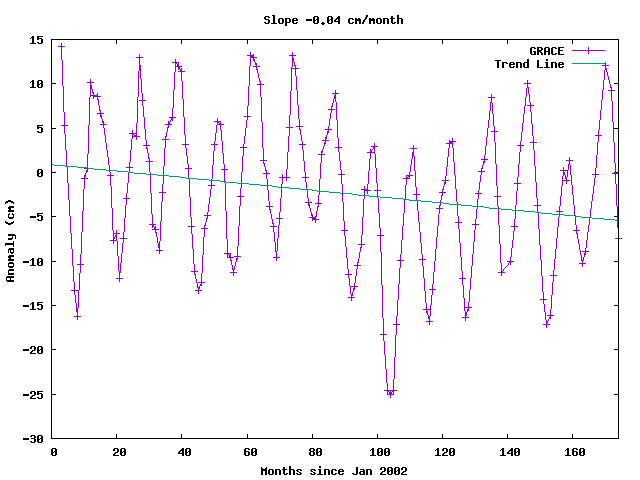 Slope -0.04 cm/month
GRACE
Trend Line
15
10
5
0
-5
-10
-15
-20
-25
-30
Anomaly (cm)
0 20 40 60 80 100 120 140 160
Months since Jan 2002